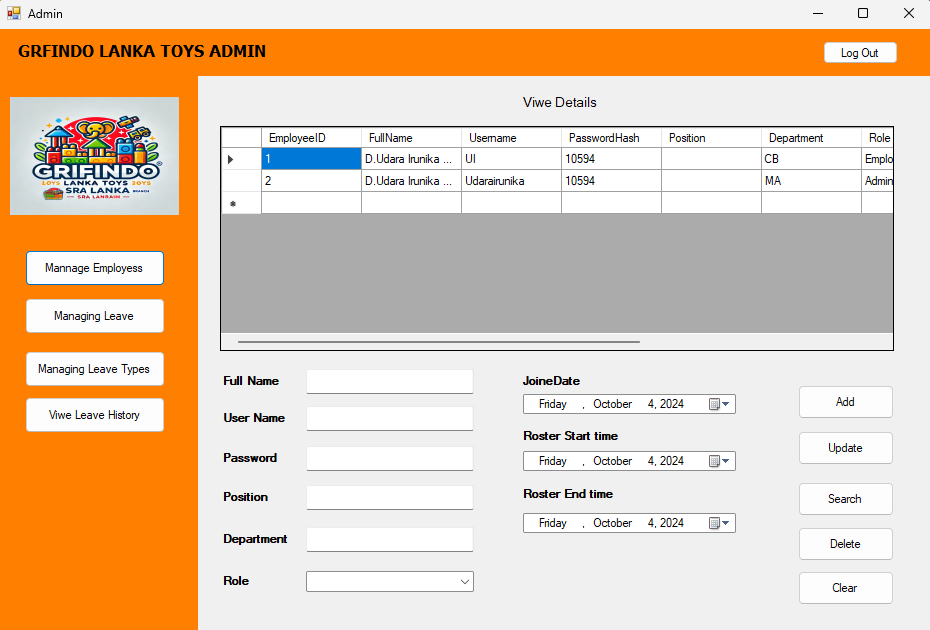 Admin
GRFINDO LANKA TOYS ADMIN
Log Out
GRIFINDO
LOYS LANKA TOYS 2OYS
SRA LANKA BRANCH
SRA LANRAIH
Mannage Employess
Managing Leave
Managing Leave Types
Viwe Leave History
Viwe Details
EmployeeID FullName Username PasswordHash Position Department Role
1 D.Udara Irunika ... UI 10594 CB Emplo
2 D.Udara Irunika ... Udarairunika 10594 MA Admin
Full Name
User Name
Password
Position
Department
Role
JoineDate
Friday , October 4, 2024
Roster Start time
Friday , October 4, 2024
Roster End time
Friday , October 4, 2024
Add
Update
Search
Delete
Clear